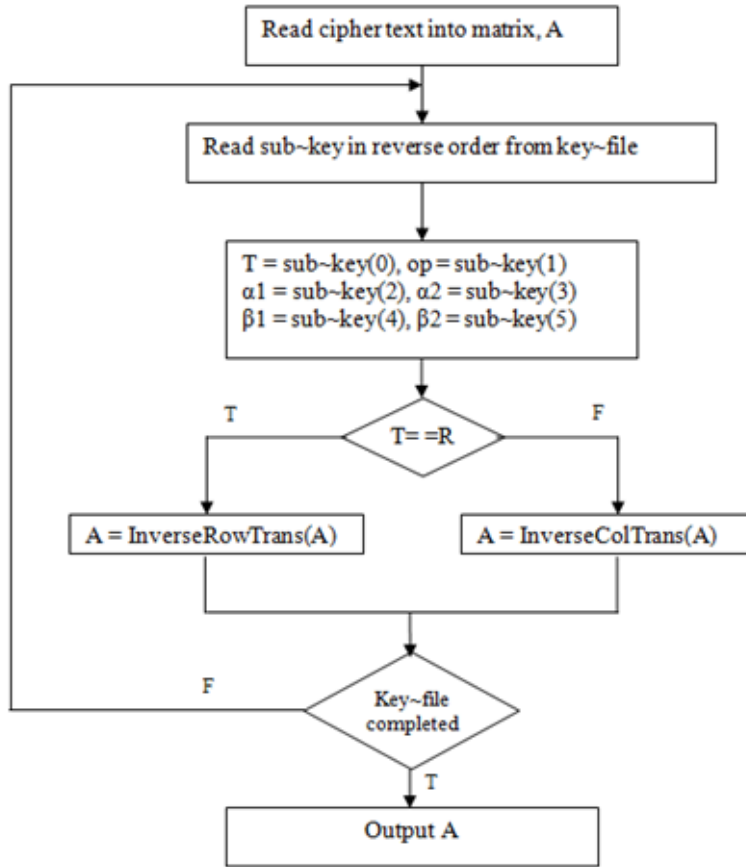 Read cipher text into matrix, A
Read sub~key in reverse order from key~file
T = sub~key(0), op = sub~key(1)
α1 = sub~key(2), α2 = sub~key(3)
β1 = sub~key(4), β2 = sub~key(5)
T
F
T= =R
A = InverseRowTrans(A)
A = InverseColTrans(A)
F
Key~file
completed
T
Output A